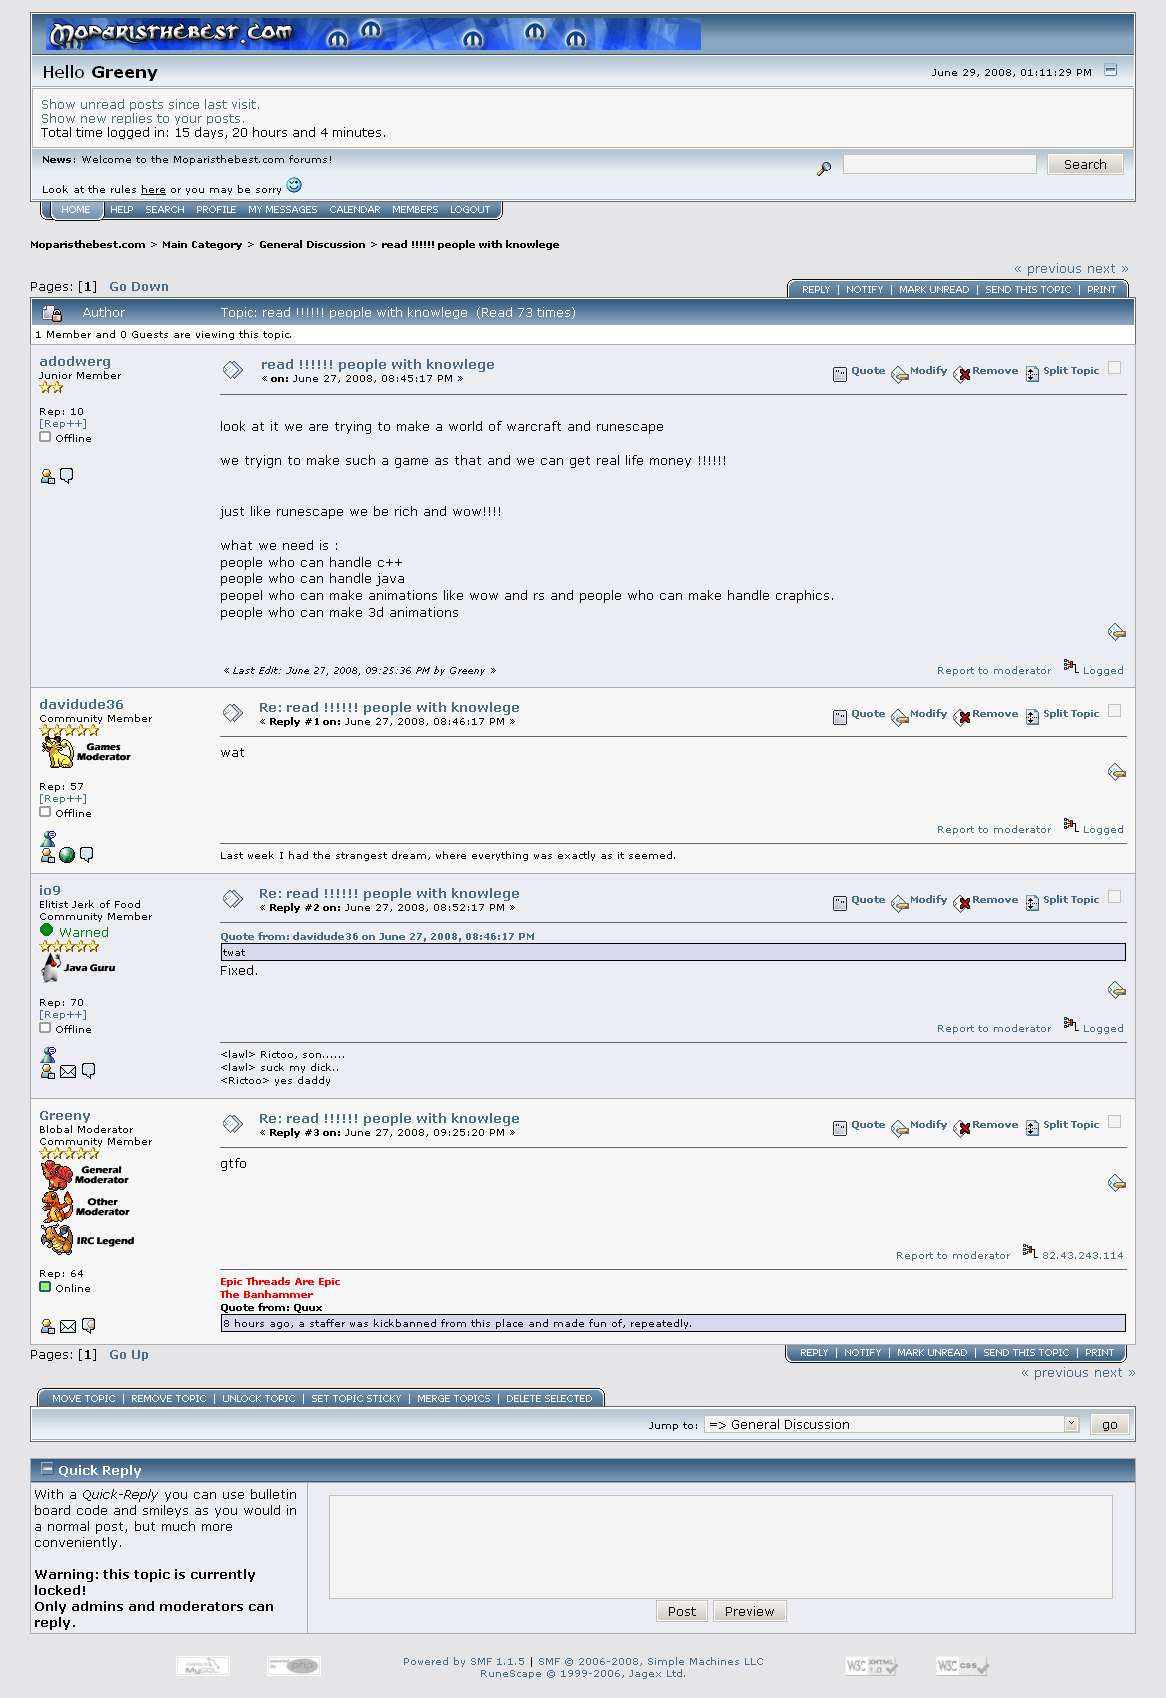 Moparisthebest.com
Hello Greeny
June 29, 2008, 01:11:29 PM
Show unread posts since last visit.
Show new replies to your posts.
Total time logged in: 15 days, 20 hours and 4 minutes.
News: Welcome to the Moparisthebest.com forums!
Search
Look at the rules here or you may be sorry
HOME HELP SEARCH PROFILE MY MESSAGES CALENDAR MEMBERS LOGOUT
Moparisthebest.com > Main Category > General Discussion > read !!!!!! people with knowlege
« previous next »
Pages: [1] Go Down
REPLY | NOTIFY | MARK UNREAD | SEND THIS TOPIC | PRINT
Author Topic: read !!!!!! people with knowlege (Read 73 times)
1 Member and 0 Guests are viewing this topic.
adodwerg
Junior Member
Rep: 10
[Rep++]
Offline
read !!!!!! people with knowlege
« on: June 27, 2008, 08:45:17 PM »
Quote Modify Remove Split Topic
look at it we are trying to make a world of warcraft and runescape
we tryign to make such a game as that and we can get real life money !!!!!!
just like runescape we be rich and wow!!!!
what we need is :
people who can handle c++
people who can handle java
peopel who can make animations like wow and rs and people who can make handle craphics.
people who can make 3d animations
« Last Edit: June 27, 2008, 09:25:36 PM by Greeny »
Report to moderator Logged
davidude36
Community Member
Games
Moderator
Rep: 57
[Rep++]
Offline
Re: read !!!!!! people with knowlege
« Reply #1 on: June 27, 2008, 08:46:17 PM »
Quote Modify Remove Split Topic
wat
Report to moderator Logged
Last week I had the strangest dream, where everything was exactly as it seemed.
io9
Elitist Jerk of Food
Community Member
Warned
Java Guru
Rep: 70
[Rep++]
Offline
Re: read !!!!!! people with knowlege
« Reply #2 on: June 27, 2008, 08:52:17 PM »
Quote Modify Remove Split Topic
Quote from: davidude36 on June 27, 2008, 08:46:17 PM
twat
Fixed.
Report to moderator Logged
<lawl> Rictoo, son......
<lawl> suck my dick..
<Rictoo> yes daddy
Greeny
Blobal Moderator
Community Member
General
Moderator
Other
Moderator
IRC Legend
Rep: 64
Online
Re: read !!!!!! people with knowlege
« Reply #3 on: June 27, 2008, 09:25:20 PM »
Quote Modify Remove Split Topic
gtfo
Report to moderator 82.43.243.114
Epic Threads Are Epic
The Banhammer
Quote from: Quux
8 hours ago, a staffer was kickbanned from this place and made fun of, repeatedly.
Pages: [1] Go Up
REPLY | NOTIFY | MARK UNREAD | SEND THIS TOPIC | PRINT
« previous next »
MOVE TOPIC | REMOVE TOPIC | UNLOCK TOPIC | SET TOPIC STICKY | MERGE TOPICS | DELETE SELECTED
Jump to: => General Discussion go
Quick Reply
With a Quick-Reply you can use bulletin
board code and smileys as you would in
a normal post, but much more
conveniently.
Warning: this topic is currently
locked!
Only admins and moderators can
reply.
Post Preview
MySQL
php
Powered by SMF 1.1.5 | SMF © 2006-2008, Simple Machines LLC
RuneScape © 1999-2006, Jagex Ltd.
W3C XHTML 1.0
W3C css